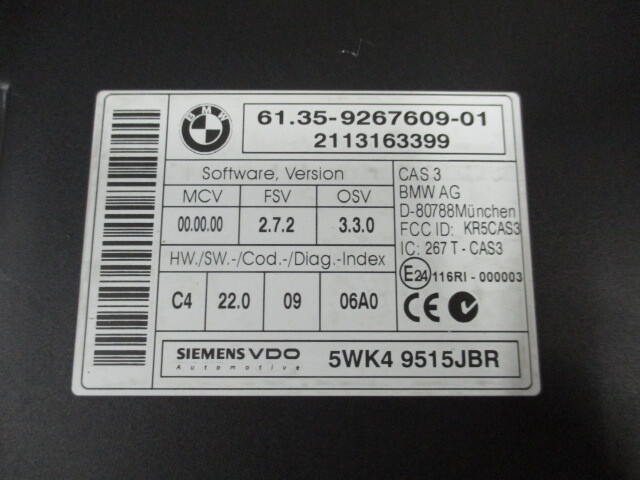 BMW
61.35-9267609-01
2113163399
Software, Version
MCV FSV OSV
00.00.00 2.7.2 3.3.0
HW./SW.-/Cod.-/Diag.-Index
C4 22.0 09 06A0
CAS 3
BMW AG
D-80788München
FCC ID: KR5CAS3
IC: 267 T - CAS3
E24 116RI - 000003
CE
SIEMENS VDO
Automotive
5WK4 9515JBR